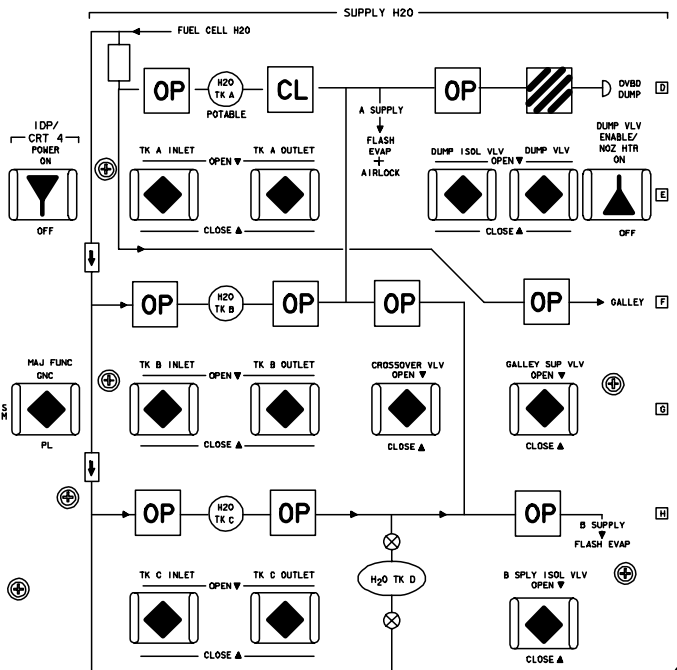 SUPPLY H2O
FUEL CELL H2O
OP
H2O
TK A
POTABLE
CL
A SUPPLY
FLASH
EVAP
+
AIRLOCK
OP
OVBD
DUMP
D
IDP/
CRT 4
POWER
ON
OFF
TK A INLET
TK A OUTLET
OPEN ▼
CLOSE ▲
DUMP ISOL VLV
DUMP VLV
OPEN ▼
CLOSE ▲
DUMP VLV
ENABLE/
NOZ HTR
ON
OFF
E
OP
H2O
TK B
OP
OP
OP
GALLEY
F
MAJ FUNC
GNC
SM
PL
TK B INLET
TK B OUTLET
OPEN ▼
CLOSE ▲
CROSSOVER VLV
OPEN ▼
CLOSE ▲
GALLEY SUP VLV
OPEN ▼
CLOSE ▲
G
OP
H2O
TK C
OP
H2O TK D
OP
B SUPPLY
FLASH EVAP
H
TK C INLET
TK C OUTLET
OPEN ▼
CLOSE ▲
B SPLY ISOL VLV
OPEN ▼
CLOSE ▲